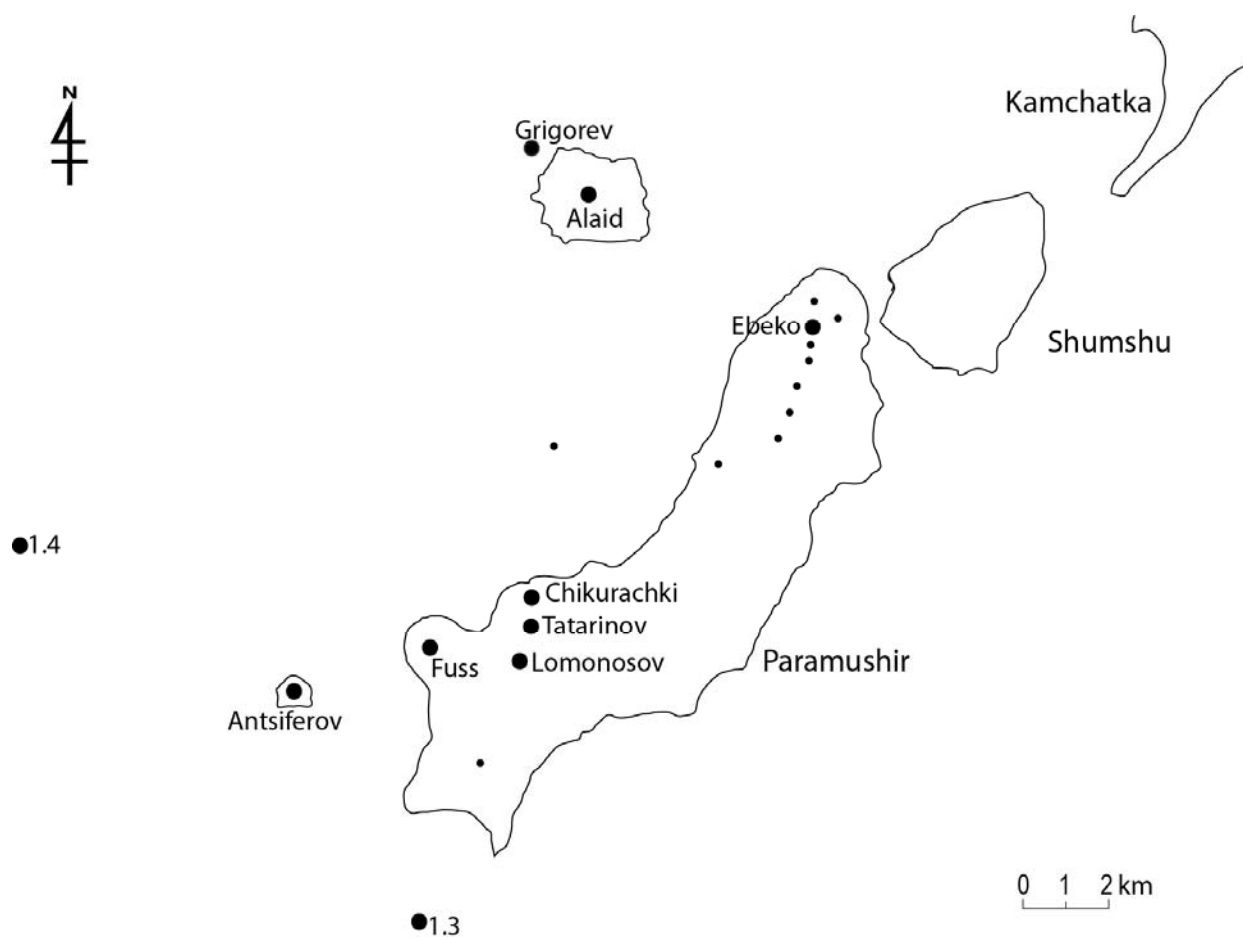 Kamchatka
N
Grigorev
Alaid
Ebeko
Shumshu
1.4
Chikurachki
Tatarinov
Fuss
Lomonosov
Paramushir
Antsiferov
0 1 2 km
1.3